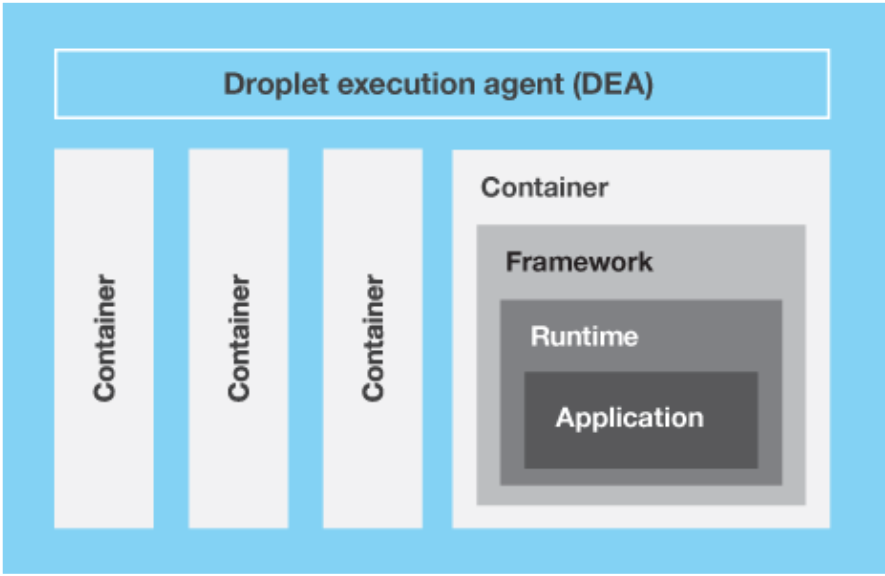 Droplet execution agent (DEA)
Container
Container
Container
Container
Framework
Runtime
Application